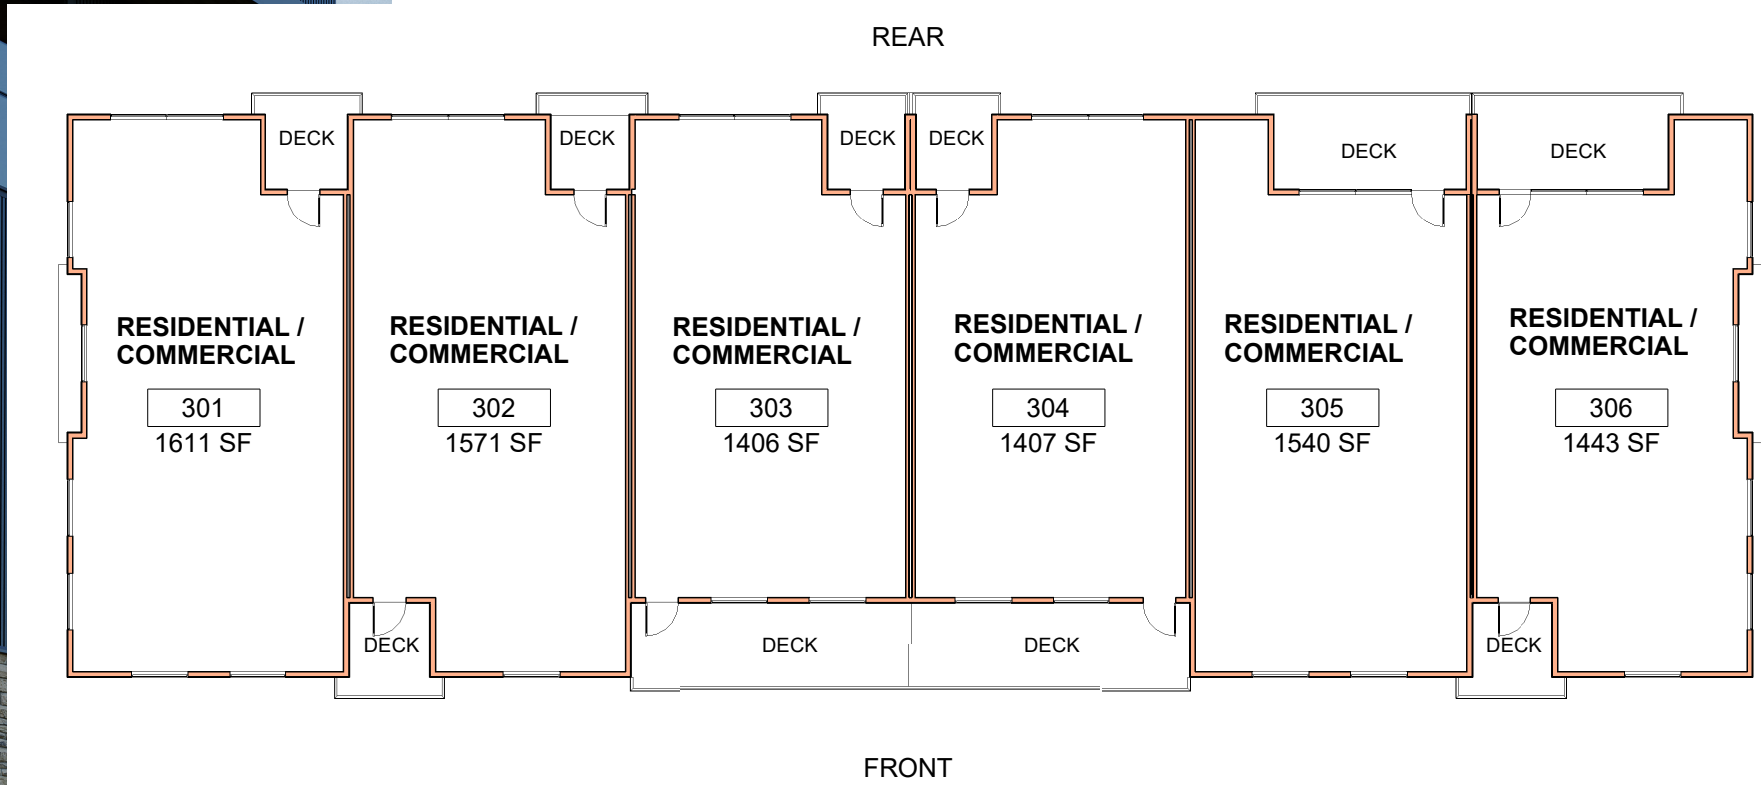 REAR
DECK
DECK
DECK
DECK
DECK
DECK
RESIDENTIAL /
COMMERCIAL
301
1611 SF
RESIDENTIAL /
COMMERCIAL
302
1571 SF
RESIDENTIAL /
COMMERCIAL
303
1406 SF
RESIDENTIAL /
COMMERCIAL
304
1407 SF
RESIDENTIAL /
COMMERCIAL
305
1540 SF
RESIDENTIAL /
COMMERCIAL
306
1443 SF
DECK
DECK
DECK
DECK
FRONT